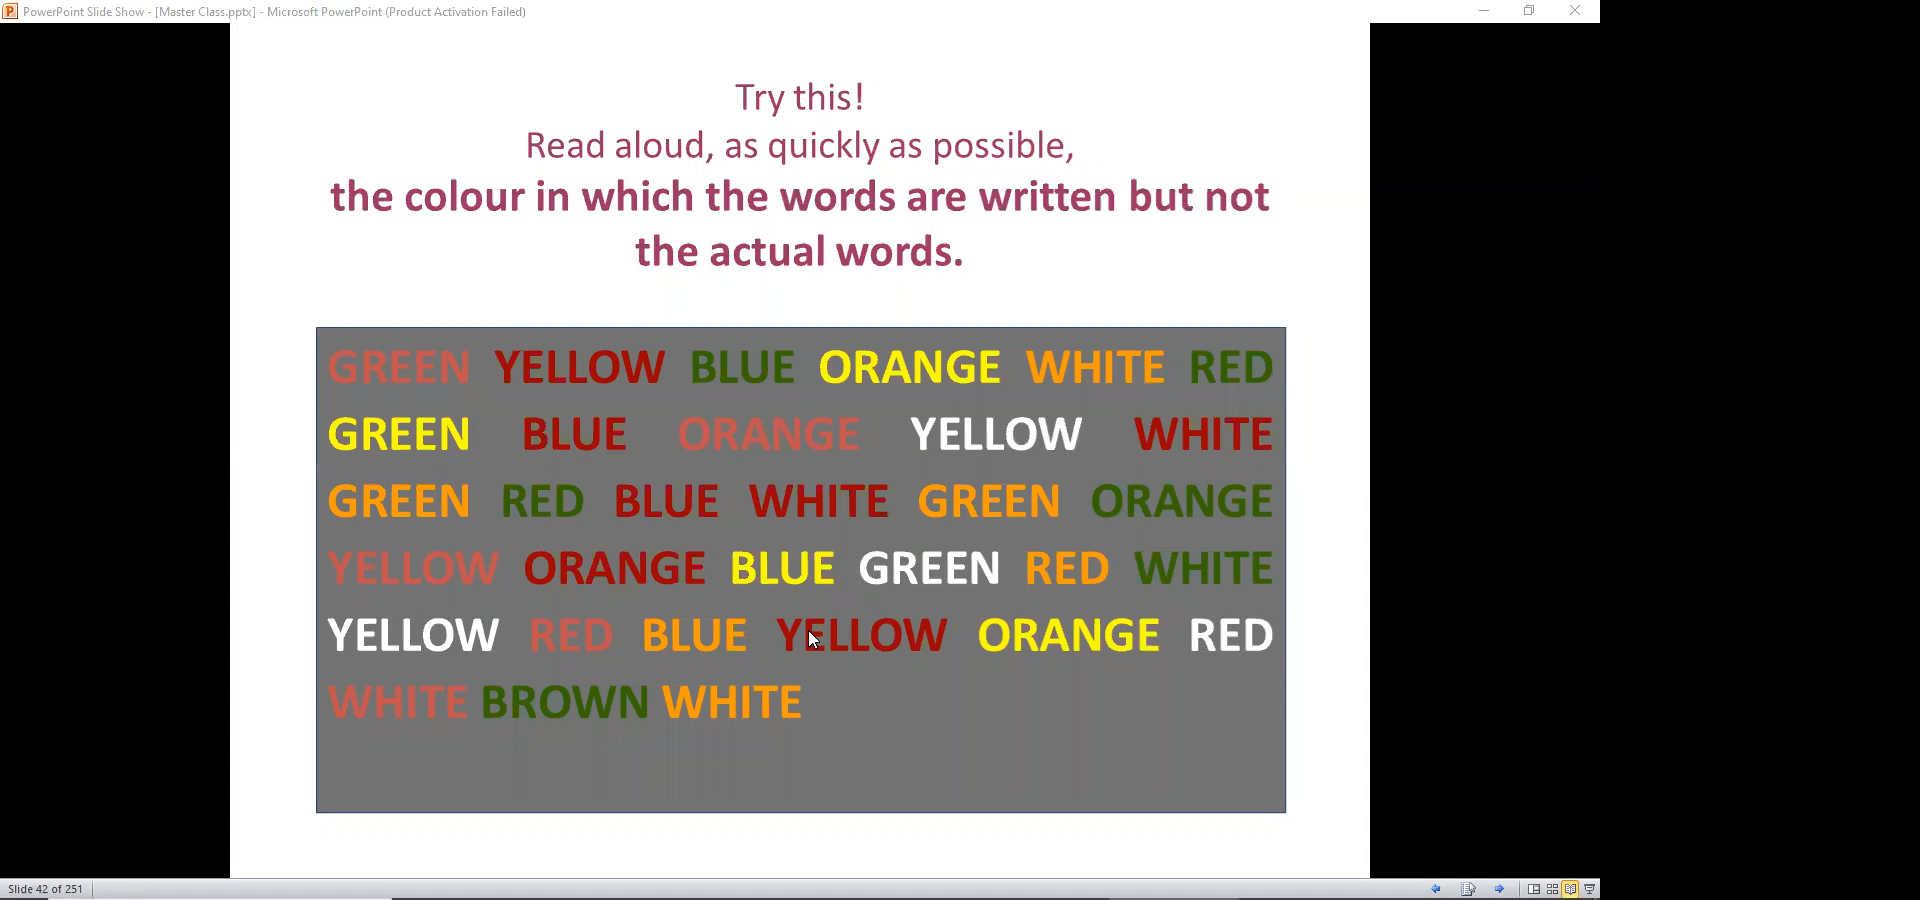 PowerPoint Slide Show - [Master Class.pptx] - Microsoft PowerPoint (Product Activation Failed)
Try this!
Read aloud, as quickly as possible,
the colour in which the words are written but not
the actual words.
GREEN YELLOW BLUE ORANGE WHITE RED
GREEN BLUE ORANGE YELLOW WHITE
GREEN RED BLUE WHITE GREEN ORANGE
YELLOW ORANGE BLUE GREEN RED WHITE
YELLOW RED BLUE YELLOW ORANGE RED
WHITE BROWN WHITE
Slide 42 of 251